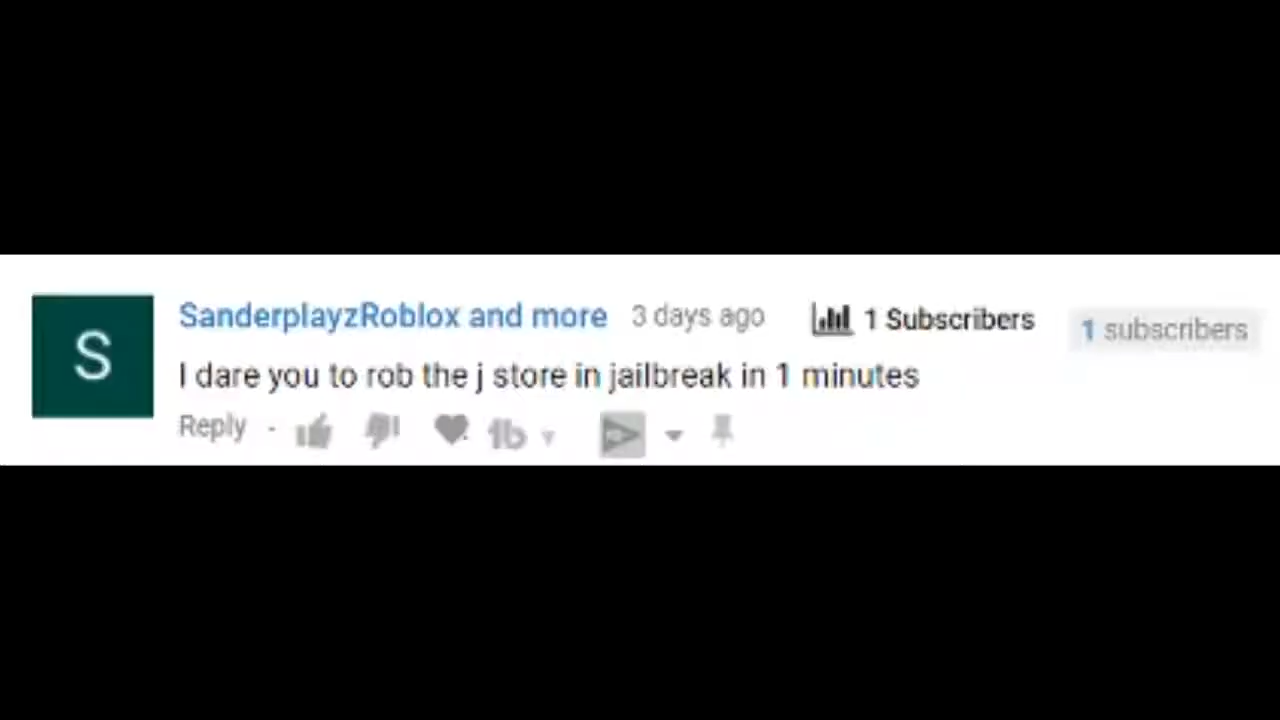 S
SanderplayzRoblox and more 3 days ago 1 Subscribers 1 subscribers
I dare you to rob the j store in jailbreak in 1 minutes
Reply